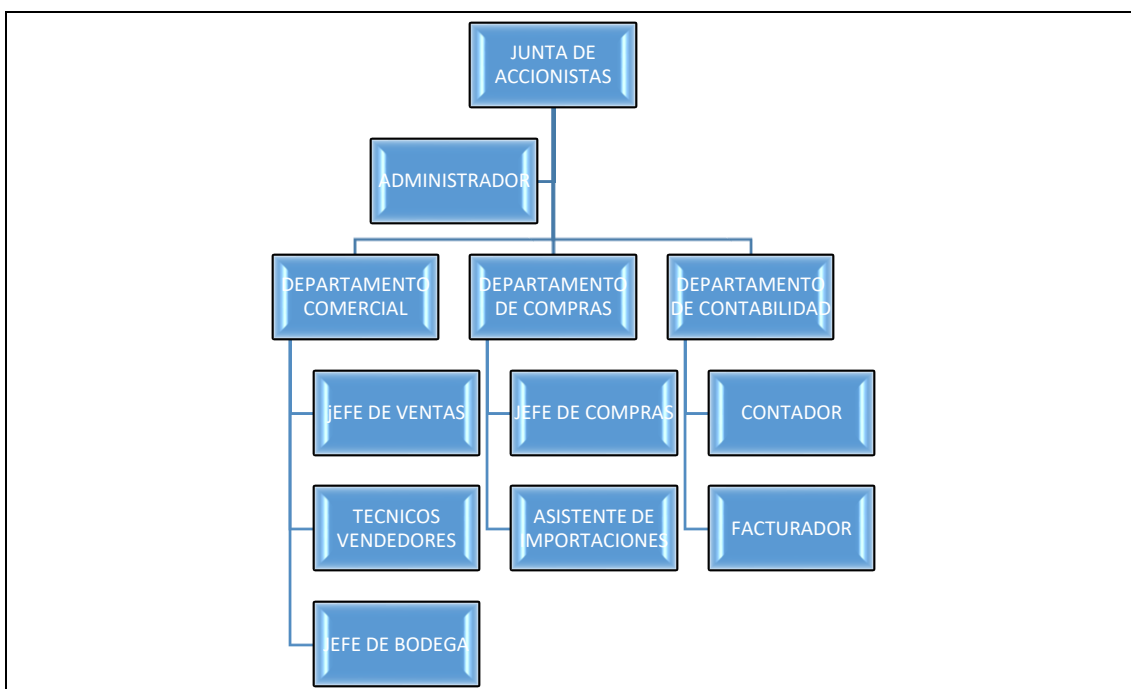 JUNTA DE
ACCIONISTAS
ADMINISTRADOR
DEPARTAMENTO
COMERCIAL
DEPARTAMENTO
DE COMPRAS
DEPARTAMENTO
DE CONTABILIDAD
jEFE DE VENTAS
JEFE DE COMPRAS
CONTADOR
TECNICOS
VENDEDORES
ASISTENTE DE
IMPORTACIONES
FACTURADOR
JEFE DE BODEGA